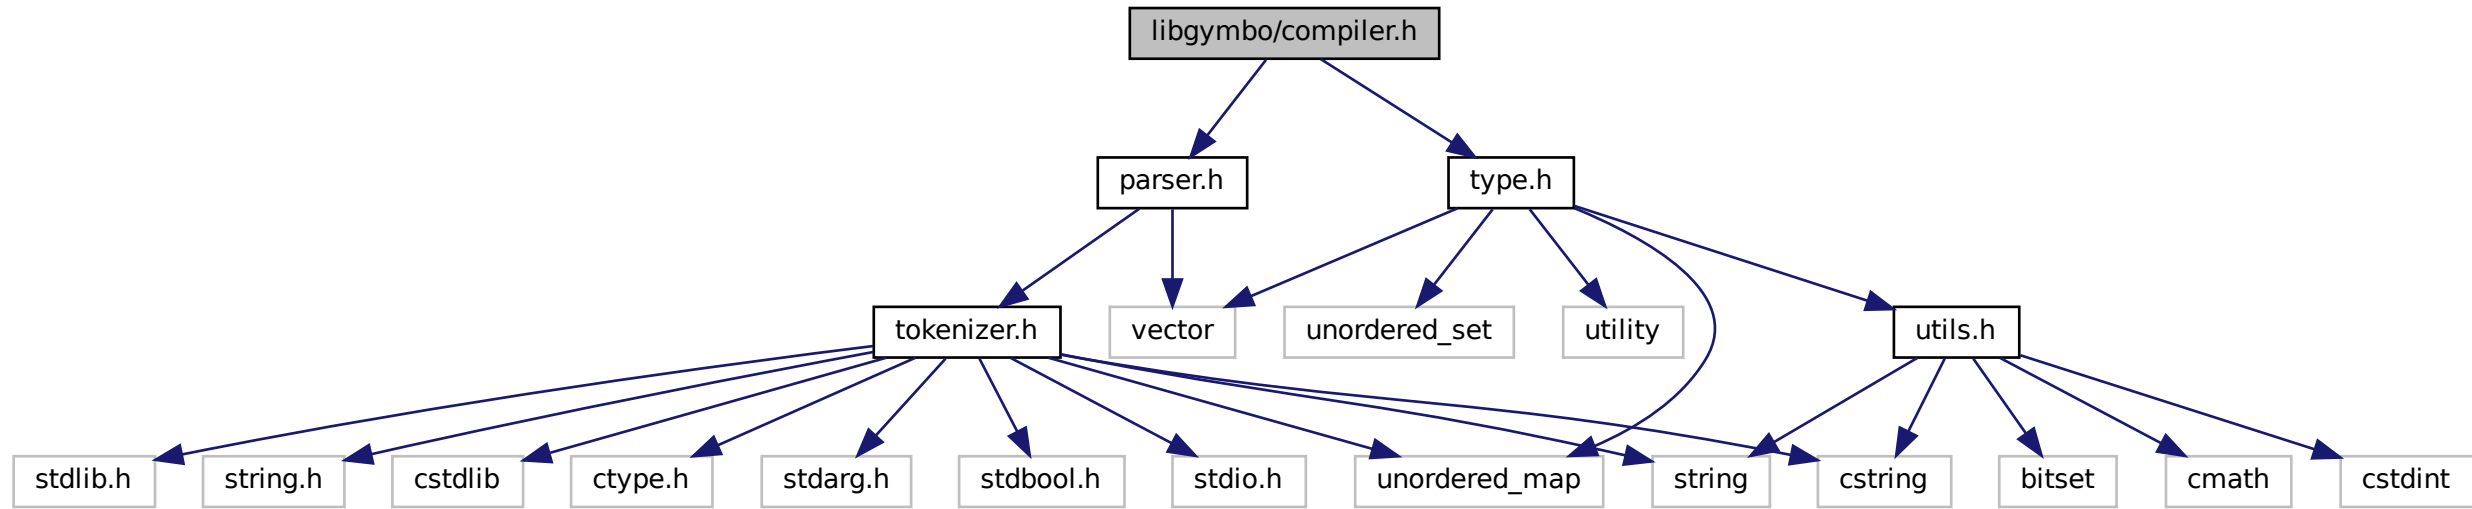 libgymbo/compiler.h
parser.h
type.h
tokenizer.h
vector
unordered_set
utility
utils.h
stdlib.h
string.h
cstdlib
ctype.h
stdarg.h
stdbool.h
stdio.h
unordered_map
string
cstring
bitset
cmath
cstdint